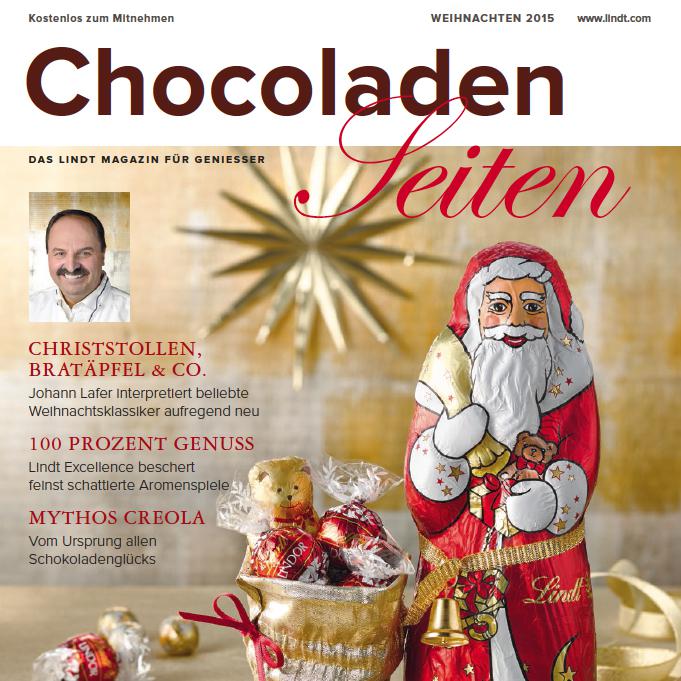 Kostenlos zum Mitnehmen
WEIHNACHTEN 2015 www.lindt.com
Chocoladen
Seiten
DAS LINDT MAGAZIN FÜR GENIESSER
CHRISTSTOLLEN,
BRATÄPFEL & CO.
Johann Lafer interpretiert beliebte
Weihnachtsklassiker aufregend neu
100 PROZENT GENUSS
Lindt Excellence beschert
feinst schattierte Aromenspiele
MYTHOS CREOLA
Vom Ursprung allen
Schokoladenglücks
LINDOR
Lindt
LINDOR